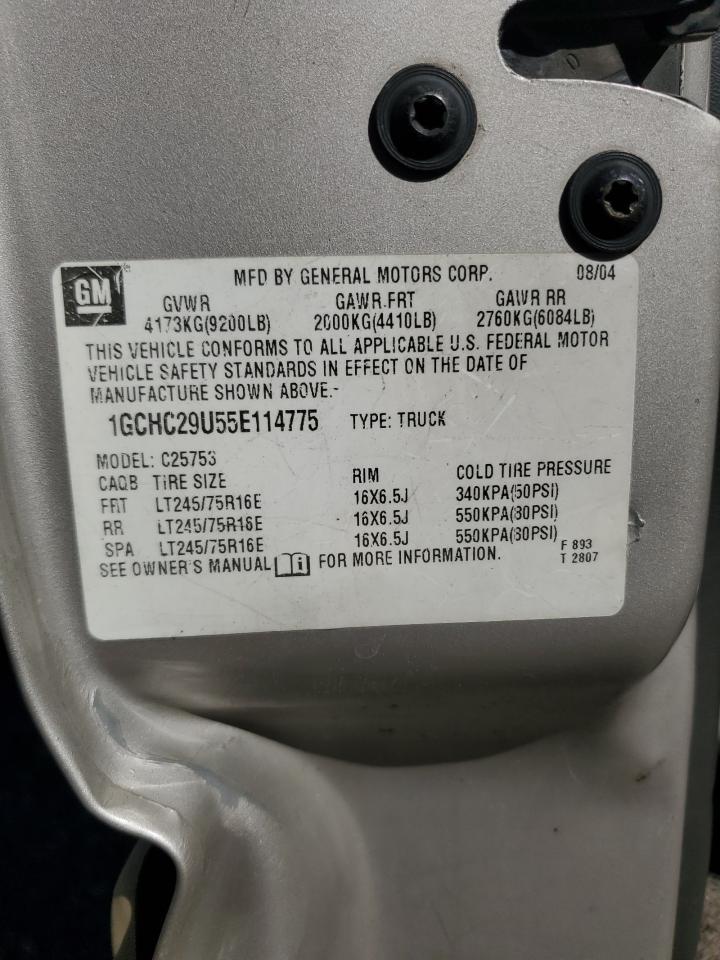 GM
MFD BY GENERAL MOTORS CORP. 08/04
GVWR GAWR FRT GAWR RR
4173KG(9200LB) 2000KG(4410LB) 2760KG(6084LB)
THIS VEHICLE CONFORMS TO ALL APPLICABLE U.S. FEDERAL MOTOR
VEHICLE SAFETY STANDARDS IN EFFECT ON THE DATE OF
MANUFACTURE SHOWN ABOVE.-
1GCHC29U55E114775 TYPE: TRUCK
MODEL: C25753
CAQB TIRE SIZE RIM COLD TIRE PRESSURE
FRT LT245/75R16E 16X6.5J 340KPA(50PSI)
RR LT245/75R16E 16X6.5J 550KPA(80PSI)
SPA LT245/75R16E 16X6.5J 550KPA(80PSI)
SEE OWNER'S MANUAL i FOR MORE INFORMATION.
F 893
T 2807